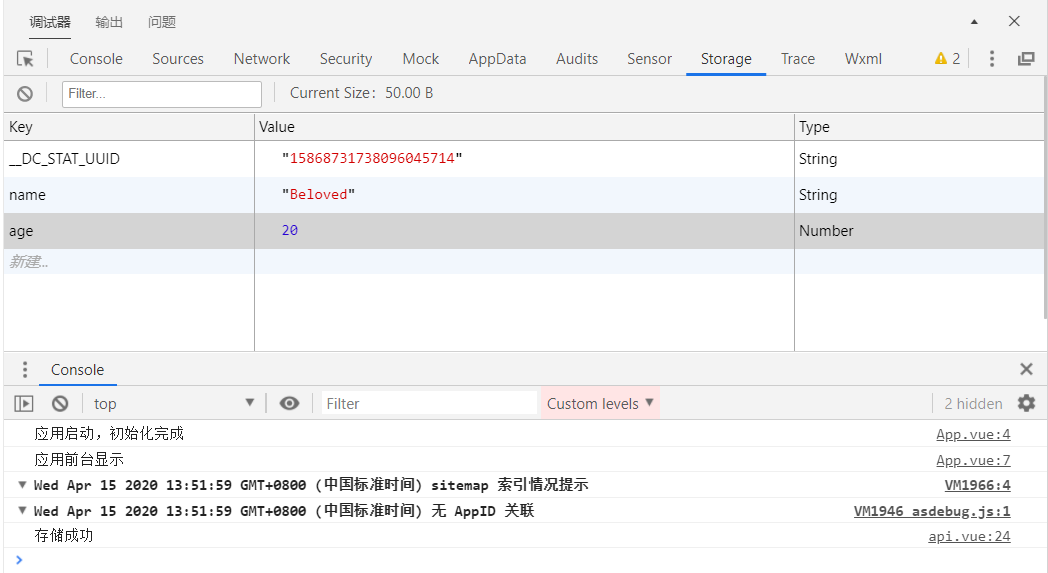 调试器 输出 问题
Console Sources Network Security Mock AppData Audits Sensor Storage Trace Wxml 2
Filter... Current Size: 50.00 B
Key Value Type
__DC_STAT_UUID "15868731738096045714" String
name "Beloved" String
age 20 Number
新建...
Console
top Filter Custom levels 2 hidden
应用启动，初始化完成 App.vue:4
应用前台显示 App.vue:7
Wed Apr 15 2020 13:51:59 GMT+0800 (中国标准时间) sitemap 索引情况提示 VM1966:4
Wed Apr 15 2020 13:51:59 GMT+0800 (中国标准时间) 无 AppID 关联 VM1946 asdebug.js:1
存储成功 api.vue:24